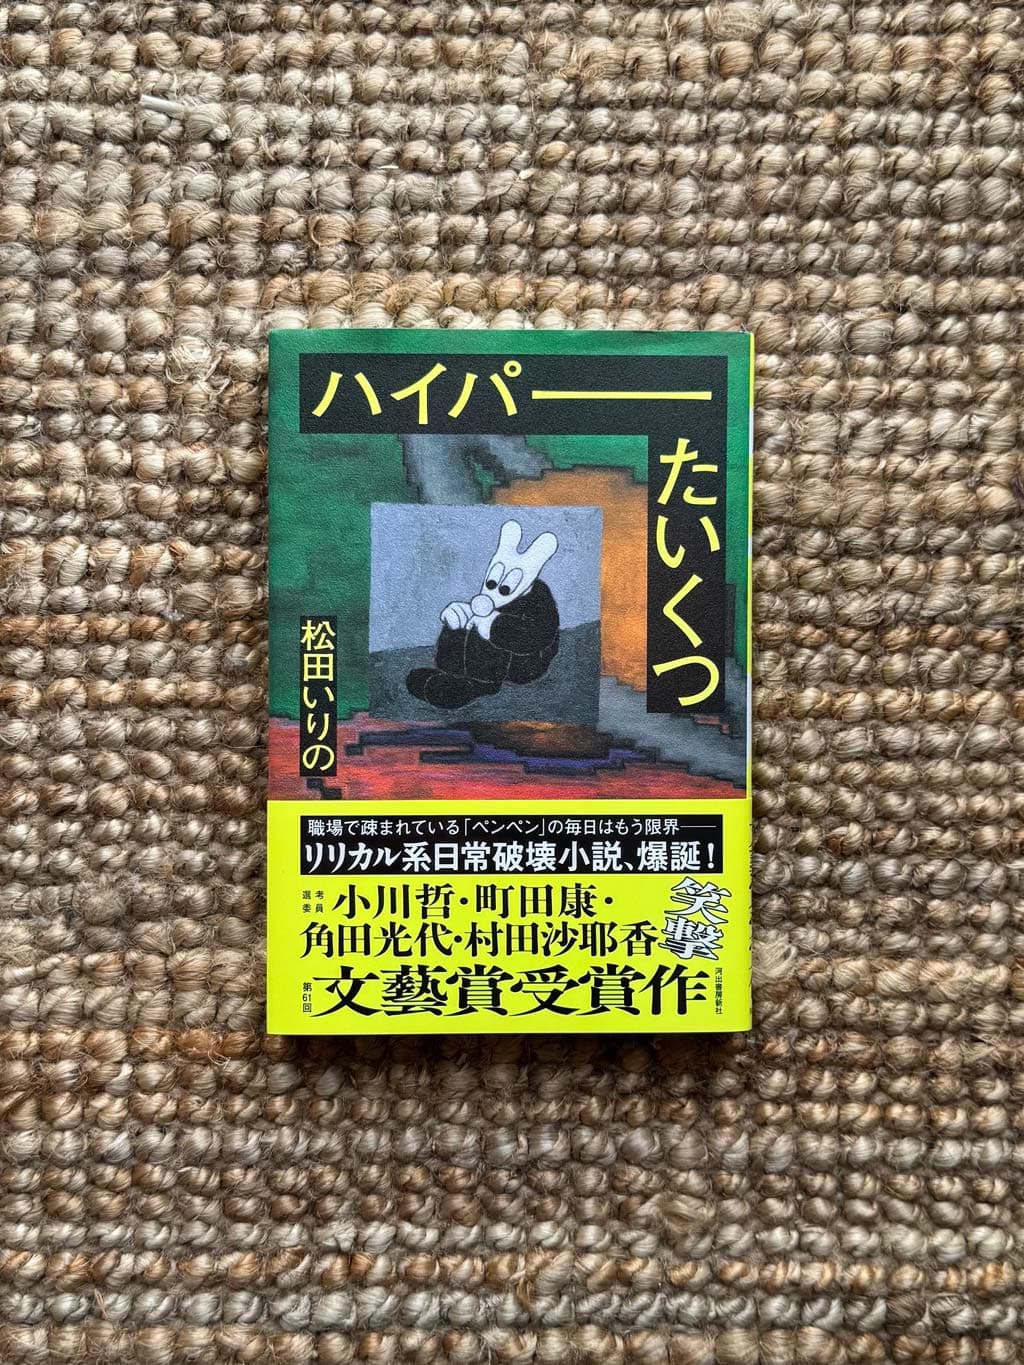 ハイパー
たいくつ
松田いりの
職場で疎まれている「ペンペン」の毎日はもう限界——
リリカル系日常破壊小説、爆誕！
選考委員
小川哲・町田康・
角田光代・村田沙耶香
笑撃
第61回
文藝賞受賞作
河出書房新社